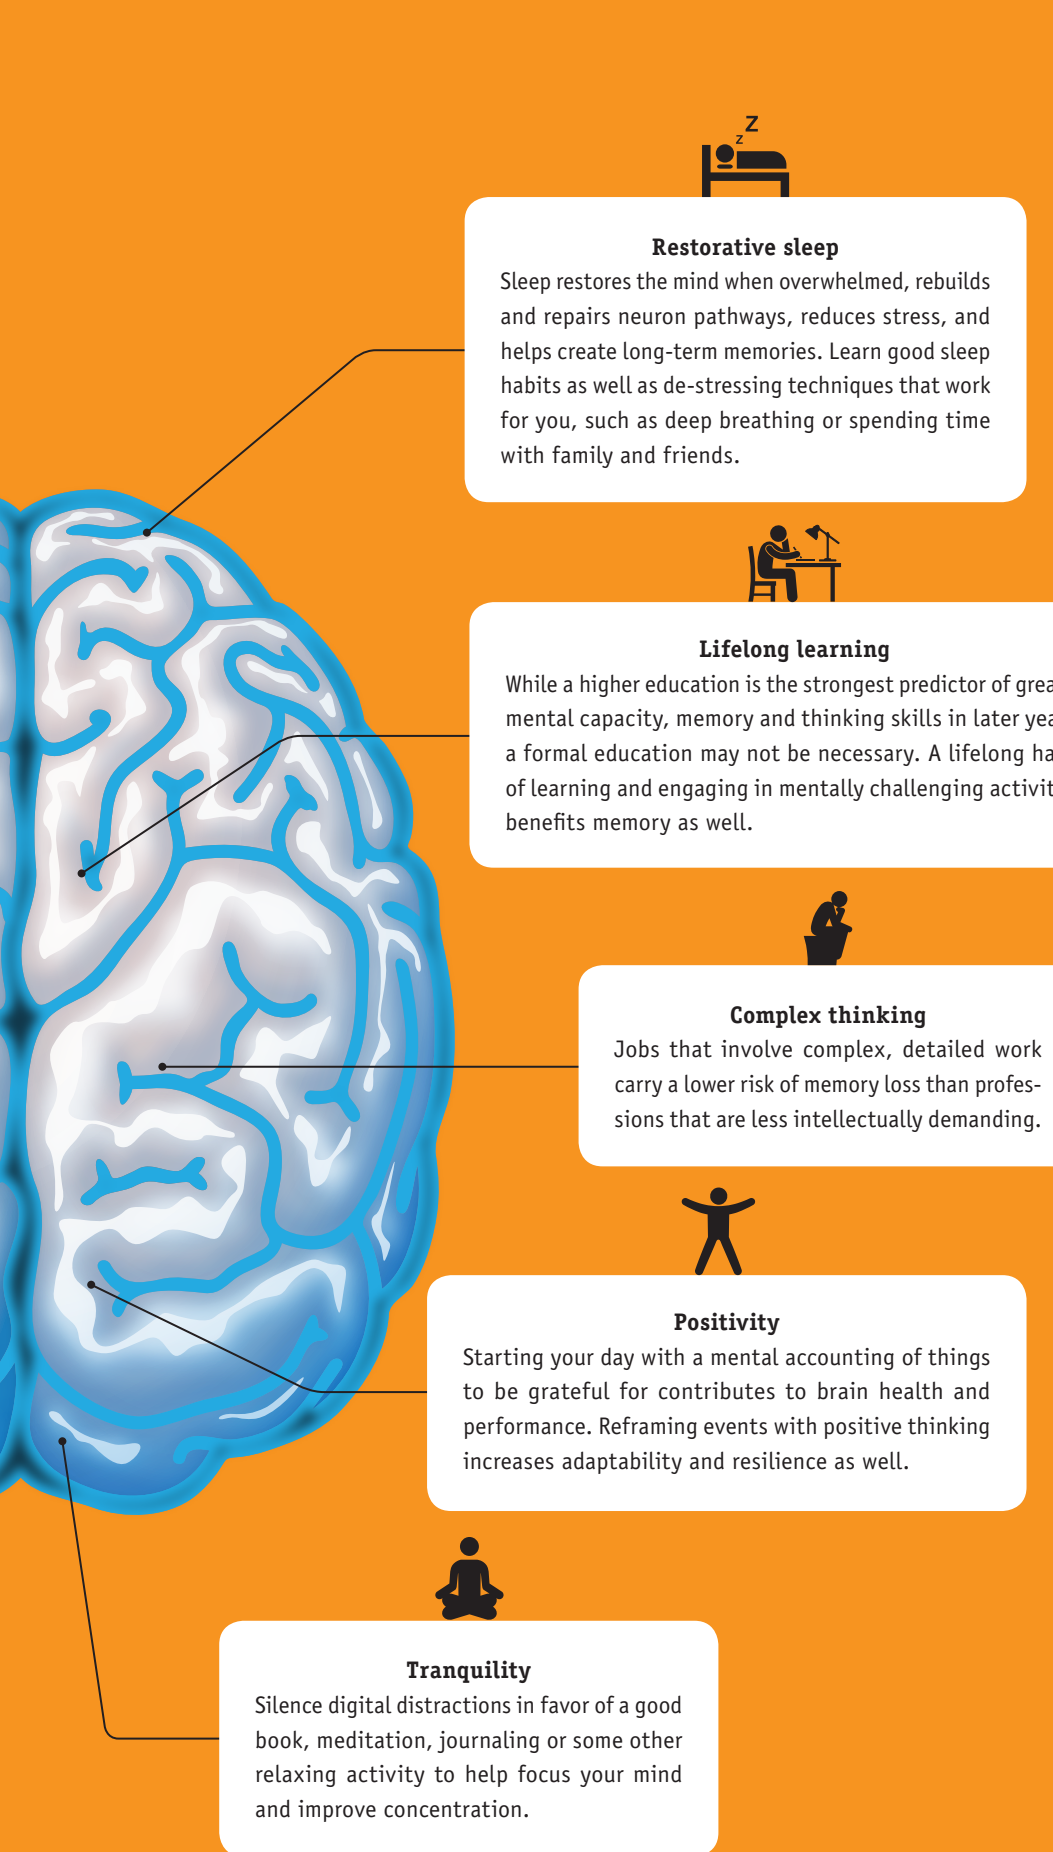 Z
Z
Restorative sleep
Sleep restores the mind when overwhelmed, rebuilds
and repairs neuron pathways, reduces stress, and
helps create long-term memories. Learn good sleep
habits as well as de-stressing techniques that work
for you, such as deep breathing or spending time
with family and friends.
Lifelong learning
While a higher education is the strongest predictor of
mental capacity, memory and thinking skills in later
a formal education may not be necessary. A lifelong
of learning and engaging in mentally challenging
benefits memory as well.
Complex thinking
Jobs that involve complex, detailed work
carry a lower risk of memory loss than profes-
sions that are less intellectually demanding.
Positivity
Starting your day with a mental accounting of things
to be grateful for contributes to brain health and
performance. Reframing events with positive thinking
increases adaptability and resilience as well.
Tranquility
Silence digital distractions in favor of a good
book, meditation, journaling or some other
relaxing activity to help focus your mind
and improve concentration.